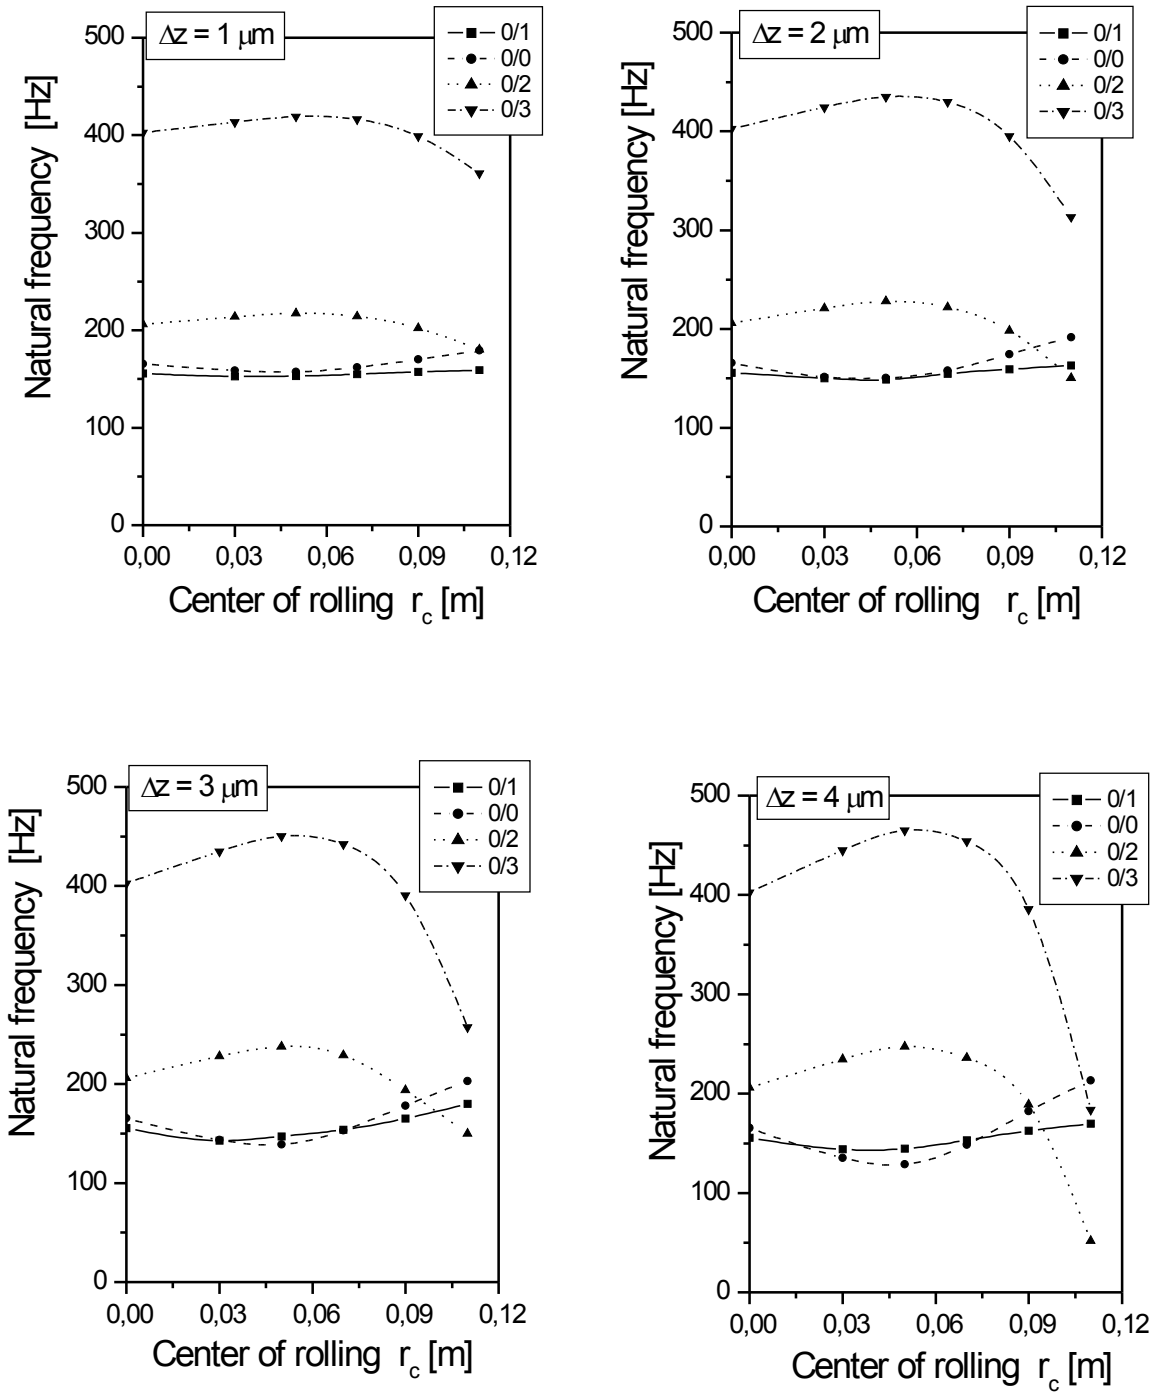 Δz = 1 μm
0/1
0/0
0/2
0/3
500
400
300
200
100
0
Natural frequency [Hz]
0,00 0,03 0,06 0,09 0,12
Center of rolling r_c [m]
Δz = 2 μm
0/1
0/0
0/2
0/3
500
400
300
200
100
0
Natural frequency [Hz]
0,00 0,03 0,06 0,09 0,12
Center of rolling r_c [m]
Δz = 3 μm
0/1
0/0
0/2
0/3
500
400
300
200
100
0
Natural frequency [Hz]
0,00 0,03 0,06 0,09 0,12
Center of rolling r_c [m]
Δz = 4 μm
0/1
0/0
0/2
0/3
500
400
300
200
100
0
Natural frequency [Hz]
0,00 0,03 0,06 0,09 0,12
Center of rolling r_c [m]